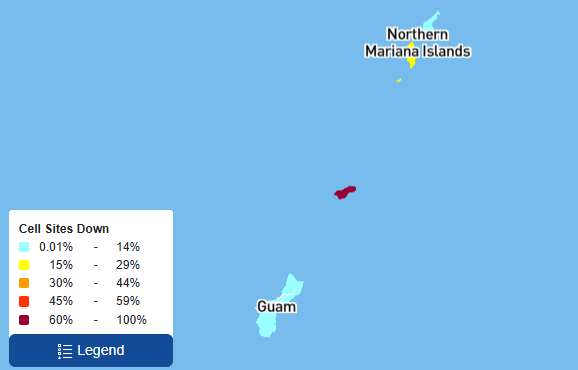 Northern
Mariana Islands
Guam
Cell Sites Down
0.01% - 14%
15% - 29%
30% - 44%
45% - 59%
60% - 100%
Legend